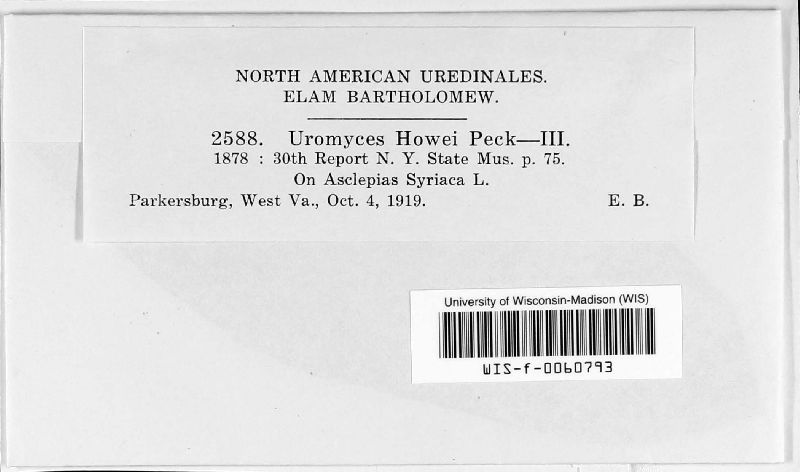 NORTH AMERICAN UREDINALES.
ELAM BARTHOLOMEW.
2588. Uromyces Howei Peck—III.
1878 : 30th Report N. Y. State Mus. p. 75.
On Asclepias Syriaca L.
Parkersburg, West Va., Oct. 4, 1919. E. B.
University of Wisconsin-Madison (WIS)
WIS-f-0060793